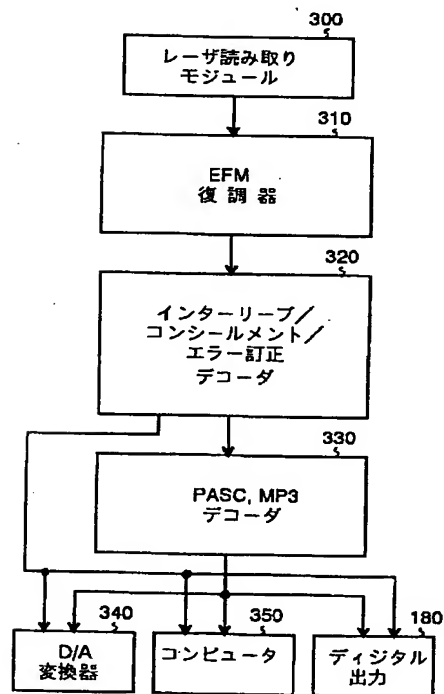 300
レーザ読み取り
モジュール
310
EFM
復調器
320
インターリーブ/
コンシールメント/
エラー訂正
デコーダ
330
PASC, MP3
デコーダ
340
D/A
変換器
350
コンピュータ
180
ディジタル
出力